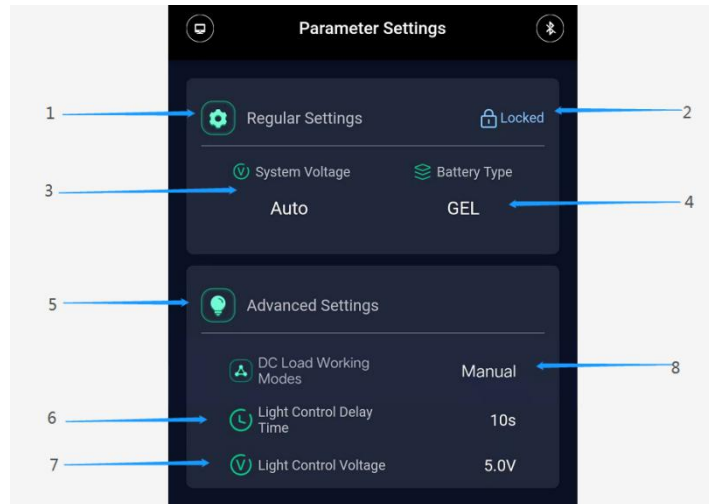 Parameter Settings
1
Regular Settings
Locked
2
3
System Voltage
Battery Type
Auto
GEL
4
5
Advanced Settings
DC Load Working
Modes
Manual
8
6
Light Control Delay
Time
10s
7
Light Control Voltage
5.0V